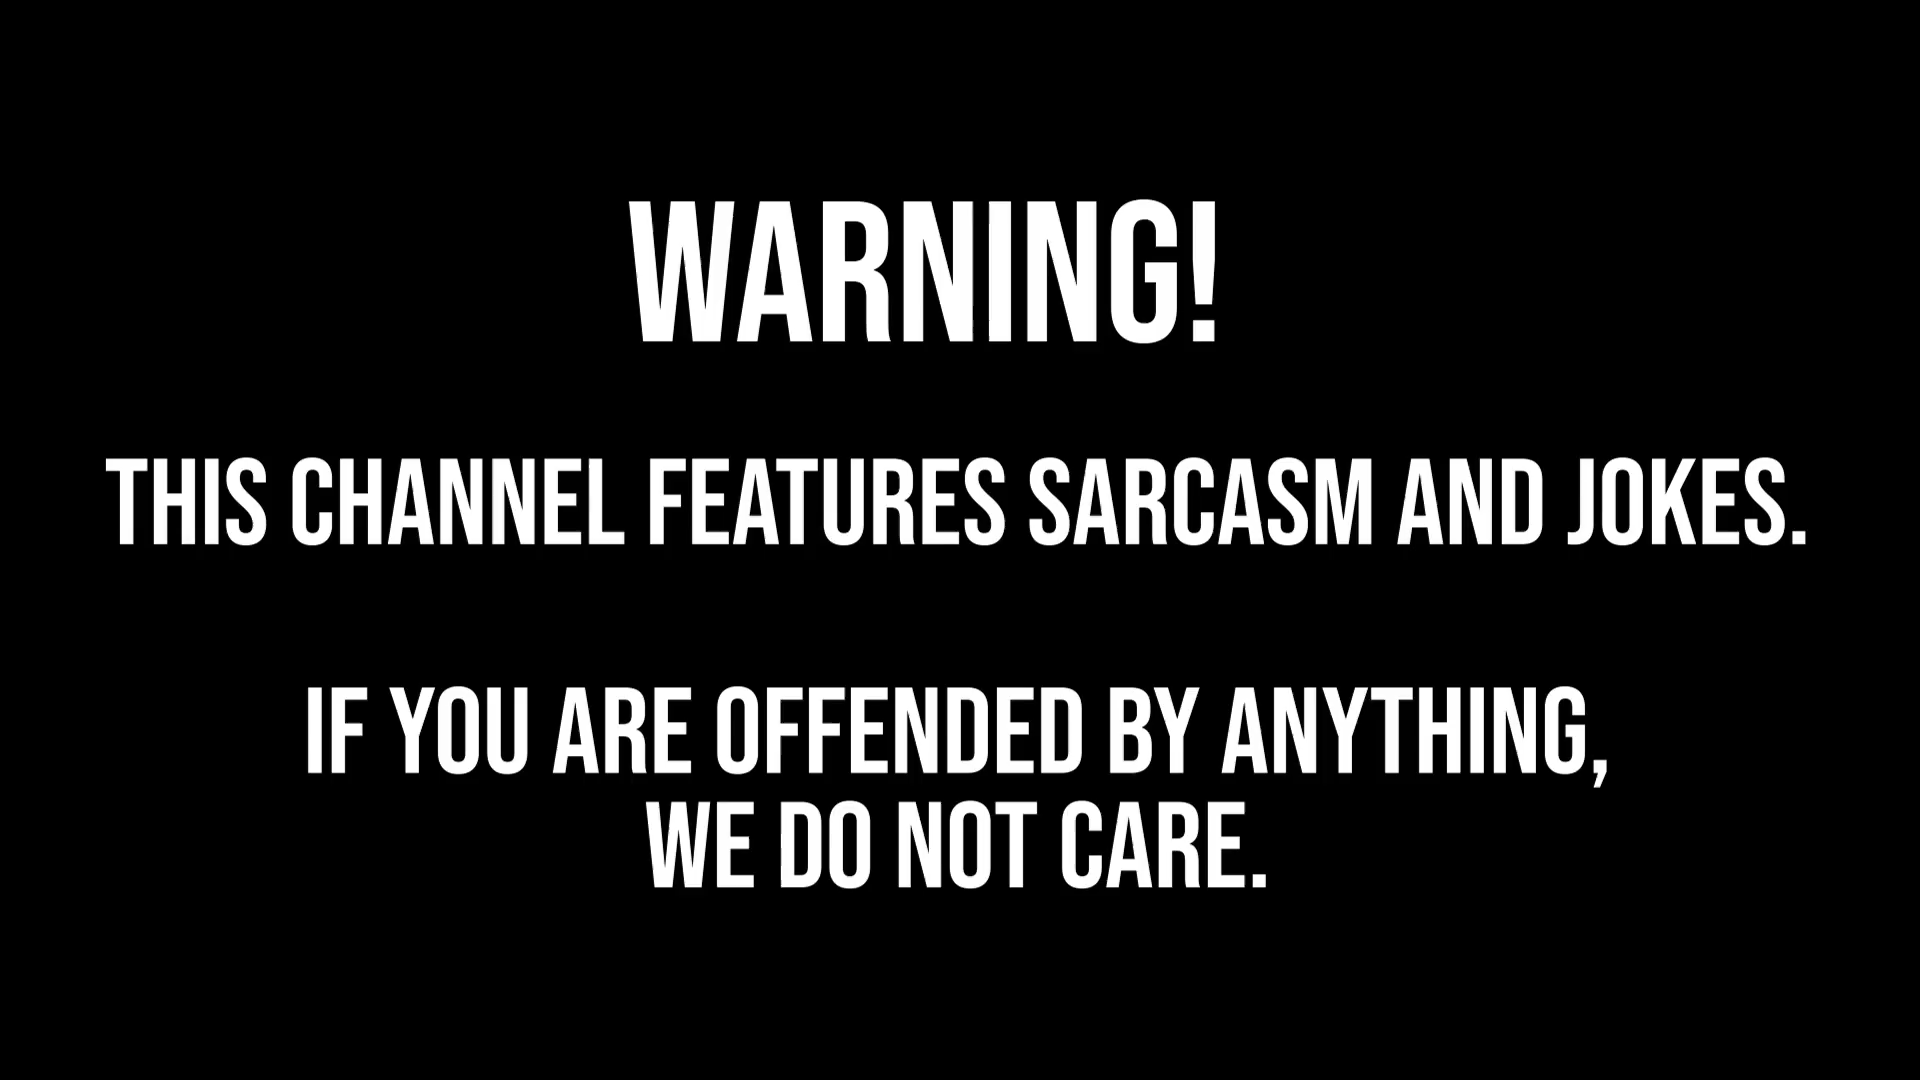 WARNING!
THIS CHANNEL FEATURES SARCASM AND JOKES.
IF YOU ARE OFFENDED BY ANYTHING,
WE DO NOT CARE.